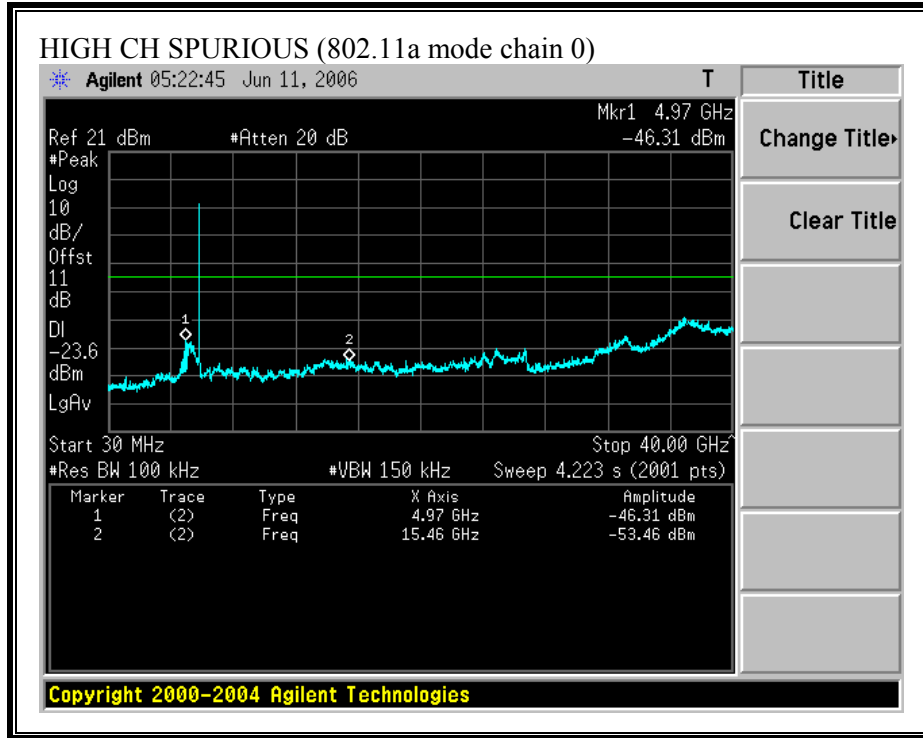 HIGH CH SPURIOUS (802.11a mode chain 0)
Agilent 05:22:45 Jun 11, 2006 T
Title
Mkr1 4.97 GHz
Ref 21 dBm #Atten 20 dB -46.31 dBm
Change Title
#Peak
Log
10
dB/
Offst
11
dB
DI
-23.6
dBm
LgAv
Clear Title
1
2
Start 30 MHz Stop 40.00 GHz^
#Res BW 100 kHz #VBW 150 kHz Sweep 4.223 s (2001 pts)
Marker Trace Type X Axis Amplitude
1 (2) Freq 4.97 GHz -46.31 dBm
2 (2) Freq 15.46 GHz -53.46 dBm
Copyright 2000-2004 Agilent Technologies